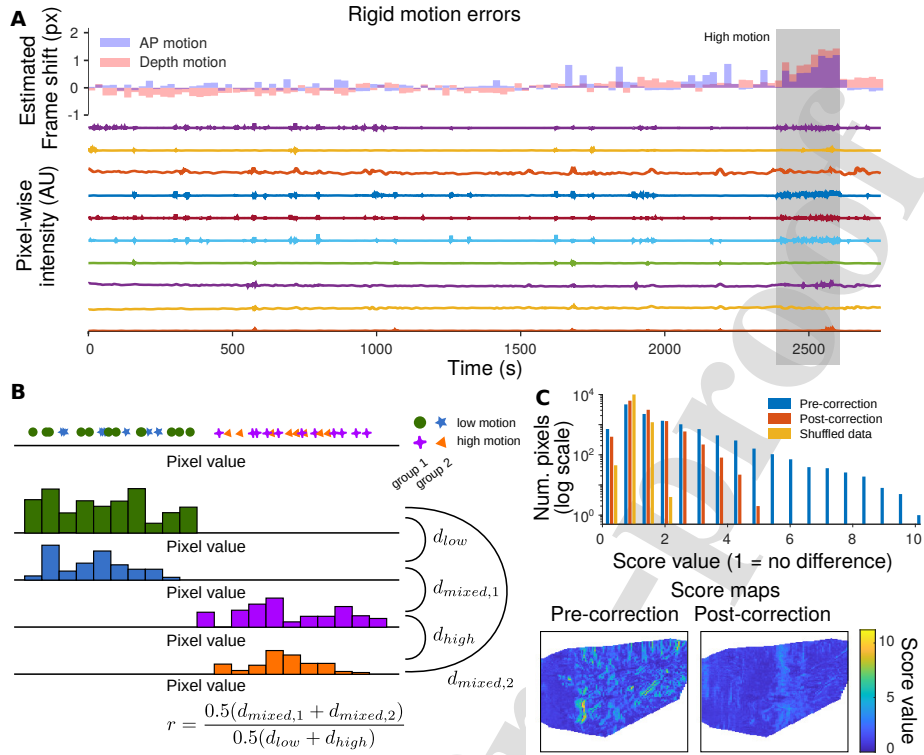 A
Rigid motion errors
Estimated
Frame shift (px)
2
1
0
-1
AP motion
Depth motion
High motion
Pixel-wise
intensity (AU)
0
500
1000
1500
2000
2500
Time (s)
B
low motion
high motion
group 1
group 2
Pixel value
Pixel value
Pixel value
Pixel value
Pixel value
d_low
d_mixed,1
d_high
d_mixed,2
r = 0.5(d_mixed,1 + d_mixed,2) / 0.5(d_low + d_high)
C
Num. pixels
(log scale)
10^4
10^2
10^0
Pre-correction
Post-correction
Shuffled data
0 2 4 6 8 10
Score value (1 = no difference)
Score maps
Pre-correction Post-correction
10
5
0
Score value
-proof